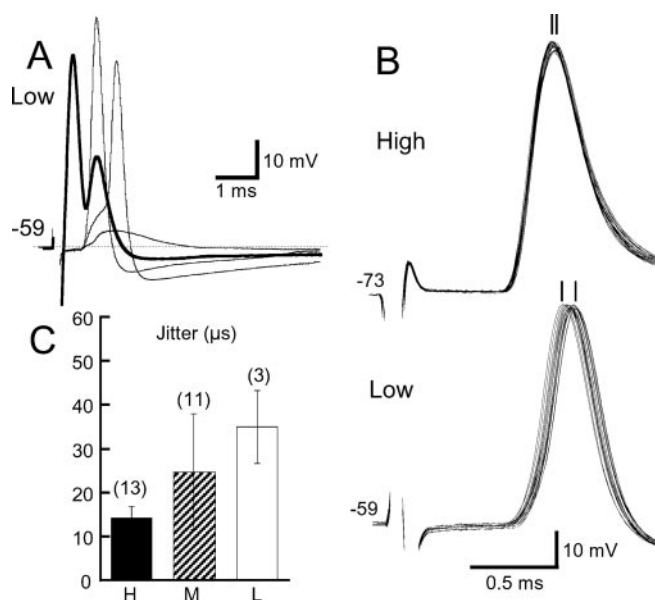 A
Low
10 mV
1 ms
-59
B
High
-73
Low
-59
10 mV
0.5 ms
C
Jitter (µs)
60
50
40
30
20
10
0
(13)
(11)
(3)
H M L